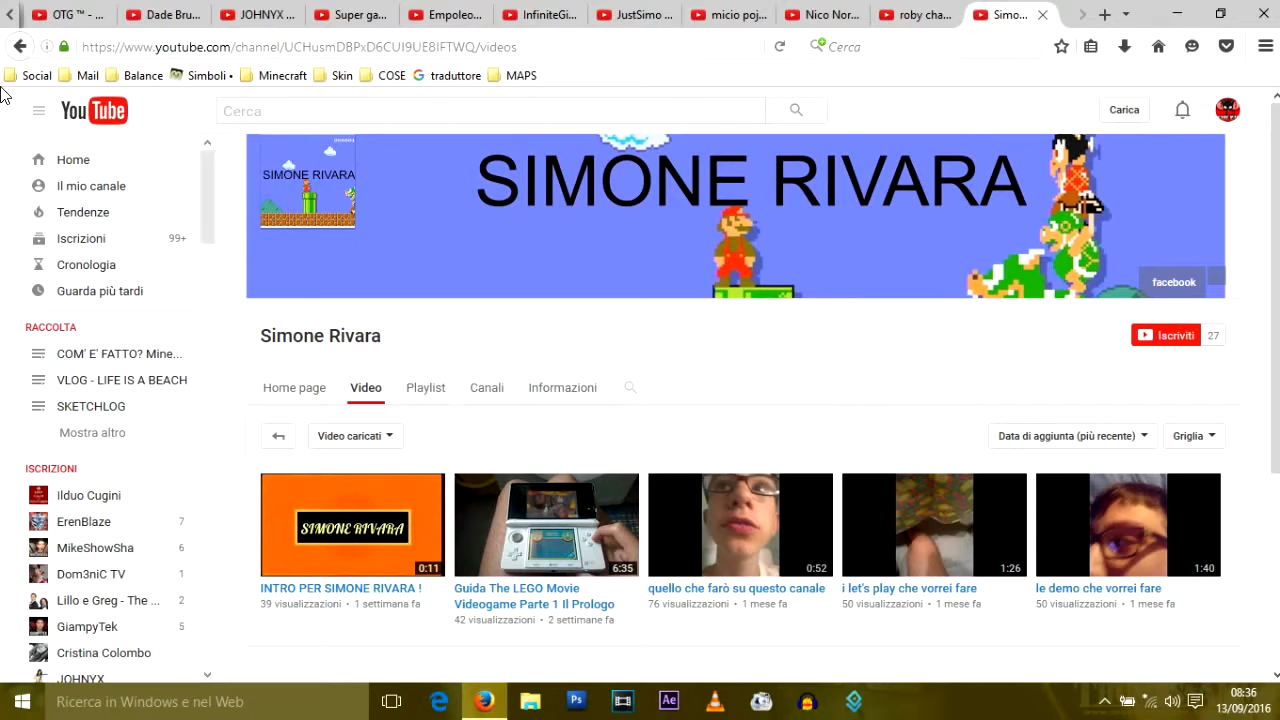 OTG ™ - ...
Dade Bru...
JOHNYX ...
Super ga...
Empoleo...
InfiniteGi...
JustSimo ...
micio poj...
Nico Nor...
roby cha...
Simo...
https://www.youtube.com/channel/UCHusmDBPxD6CUI9UE8IFTWQ/videos
Cerca
Social
Mail
Balance
Simboli •
Minecraft
Skin
COSE
traduttore
MAPS
YouTube
Cerca
Carica
Home
Il mio canale
Tendenze
Iscrizioni 99+
Cronologia
Guarda più tardi
RACCOLTA
COM' E' FATTO? Mine...
VLOG - LIFE IS A BEACH
SKETCHLOG
Mostra altro
ISCRIZIONI
Ilduo Cugini
ErenBlaze 7
MikeShowSha 6
Dom3niC TV 1
Lillo e Greg - The ... 2
GiampyTek 5
Cristina Colombo
JOHNYX
SIMONE RIVARA
SIMONE RIVARA
facebook
Simone Rivara
Iscriviti 27
Home page
Video
Playlist
Canali
Informazioni
Video caricati
Data di aggiunta (più recente)
Griglia
SIMONE RIVARA
0:11
INTRO PER SIMONE RIVARA !
39 visualizzazioni • 1 settimana fa
6:35
Guida The LEGO Movie
Videogame Parte 1 Il Prologo
42 visualizzazioni • 2 settimane fa
0:52
quello che farò su questo canale
76 visualizzazioni • 1 mese fa
1:26
i let's play che vorrei fare
50 visualizzazioni • 1 mese fa
1:40
le demo che vorrei fare
50 visualizzazioni • 1 mese fa
Ricerca in Windows e nel Web
Ps
Ae
08:36
13/09/2016